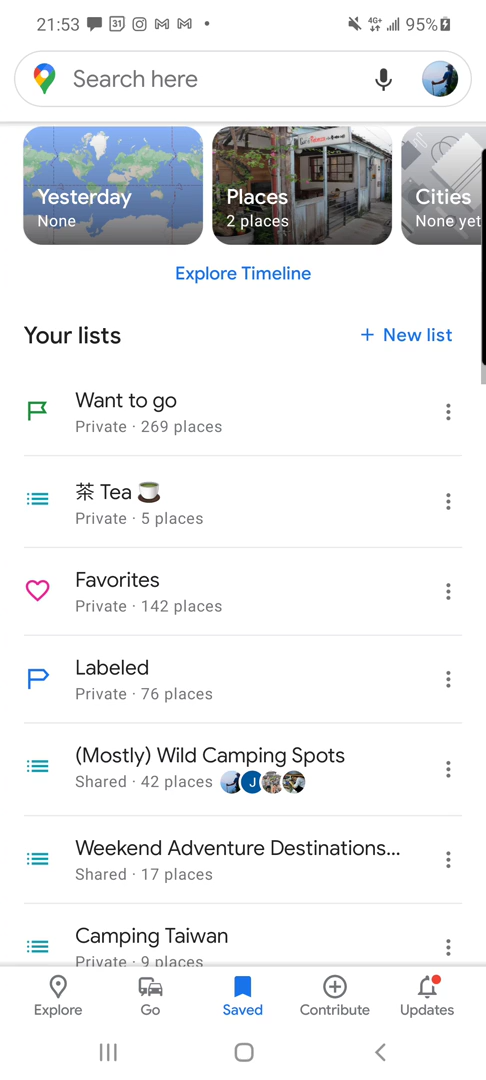 21:53
31
4G+
95%
Search here
Yesterday
None
Places
2 places
Cities
None yet
Explore Timeline
Your lists
+ New list
Want to go
Private · 269 places
茶 Tea 🍵
Private · 5 places
Favorites
Private · 142 places
Labeled
Private · 76 places
(Mostly) Wild Camping Spots
Shared · 42 places
J
Weekend Adventure Destinations...
Shared · 17 places
Camping Taiwan
Private · 9 places
Explore
Go
Saved
Contribute
Updates